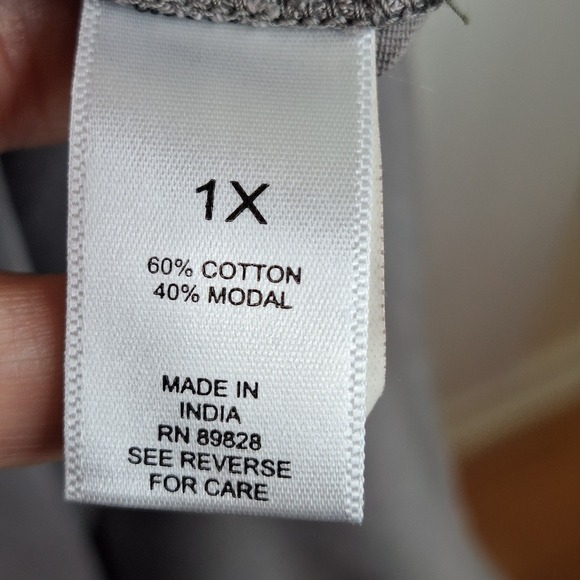 1X
60% COTTON
40% MODAL
MADE IN
INDIA
RN 89828
SEE REVERSE
FOR CARE